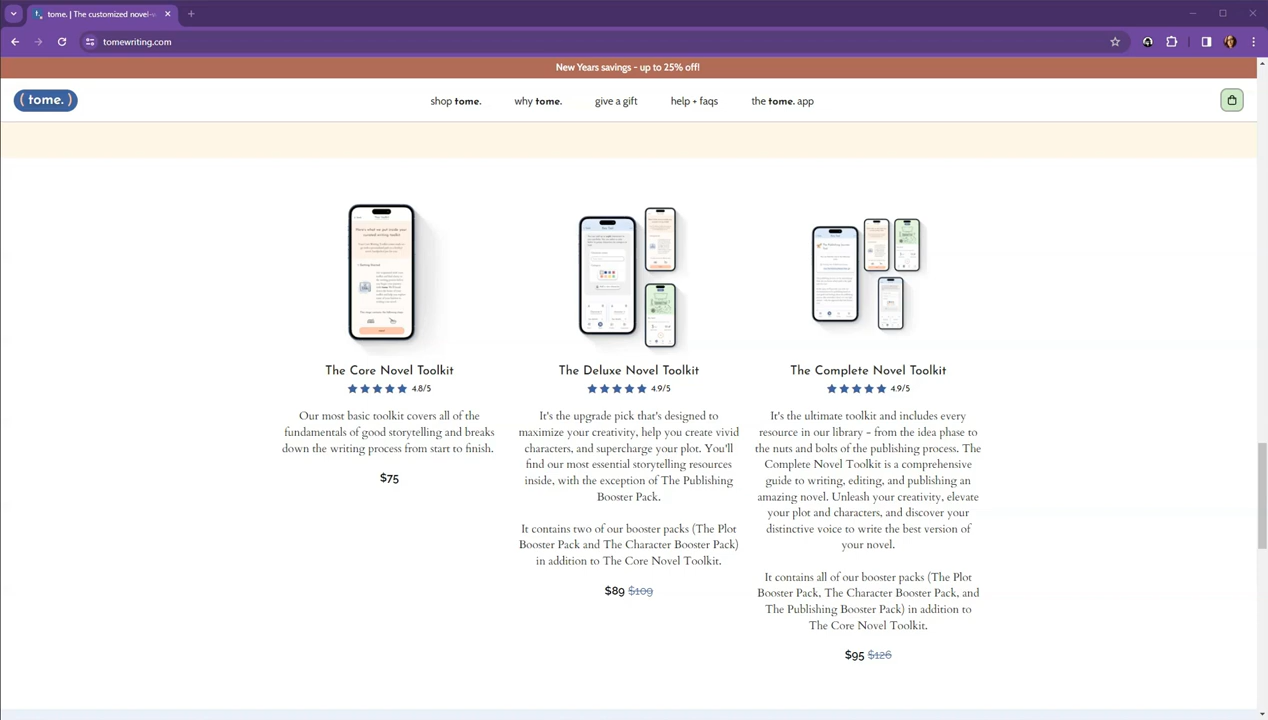 tome. | The customized novel-
tomewriting.com
New Years savings - up to 25% off!
( tome. )
shop tome.
why tome.
give a gift
help + faqs
the tome. app
The Core Novel Toolkit
4.8/5
Our most basic toolkit covers all of the
fundamentals of good storytelling and breaks
down the writing process from start to finish.
$75
The Deluxe Novel Toolkit
4.9/5
It's the upgrade pick that's designed to
maximize your creativity, help you create vivid
characters, and supercharge your plot. You'll
find our most essential storytelling resources
inside, with the exception of The Publishing
Booster Pack.
It contains two of our booster packs (The Plot
Booster Pack and The Character Booster Pack)
in addition to The Core Novel Toolkit.
$89 $109
The Complete Novel Toolkit
4.9/5
It's the ultimate toolkit and includes every
resource in our library - from the idea phase to
the nuts and bolts of the publishing process. The
Complete Novel Toolkit is a comprehensive
guide to writing, editing, and publishing an
amazing novel. Unleash your creativity, elevate
your plot and characters, and discover your
distinctive voice to write the best version of
your novel.
It contains all of our booster packs (The Plot
Booster Pack, The Character Booster Pack, and
The Publishing Booster Pack) in addition to
The Core Novel Toolkit.
$95 $126